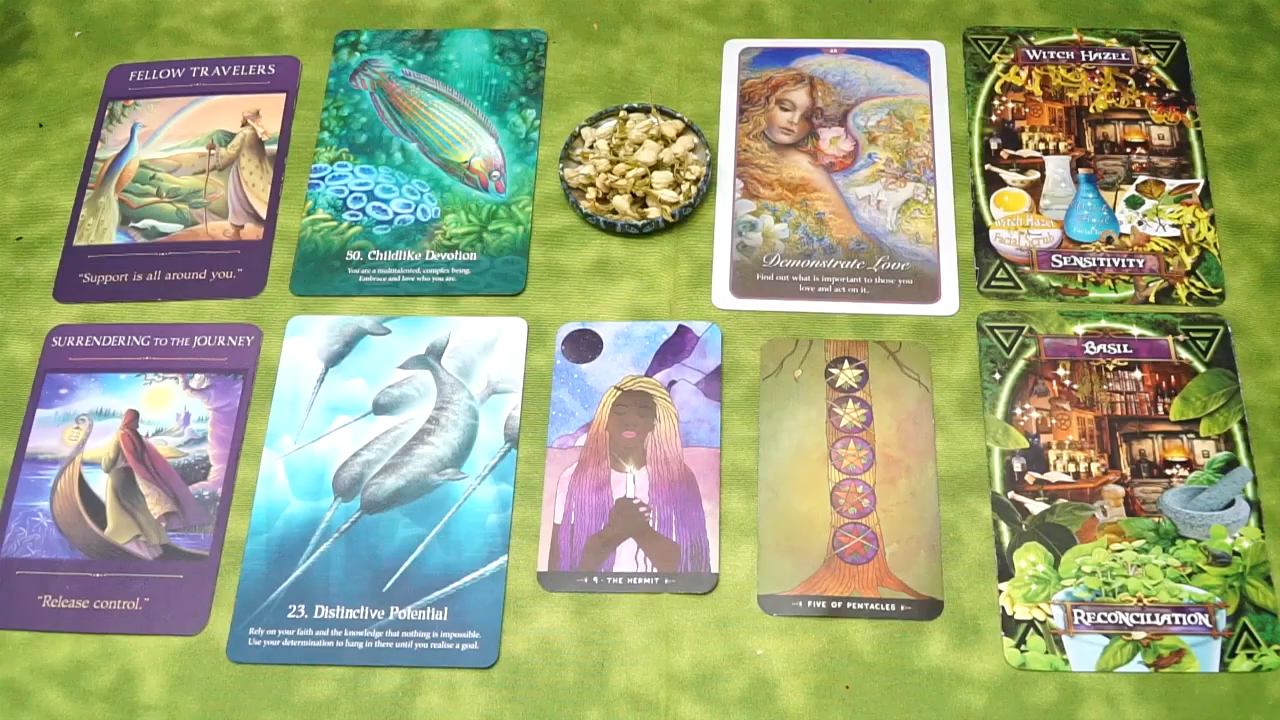 FELLOW TRAVELERS
"Support is all around you."
50. Childlike Devotion
You are a multitalented, complex being.
Embrace and love who you are.
48
Demonstrate Love
Find out what is important to those you
love and act on it.
WITCH HAZEL
Witch Hazel
Facial Scrub
SENSITIVITY
SURRENDERING TO THE JOURNEY
"Release control."
23. Distinctive Potential
Rely on your faith and the knowledge that nothing is impossible.
Use your determination to hang in there until you realise a goal.
9 · THE HERMIT
FIVE OF PENTACLES
BASIL
RECONCILIATION